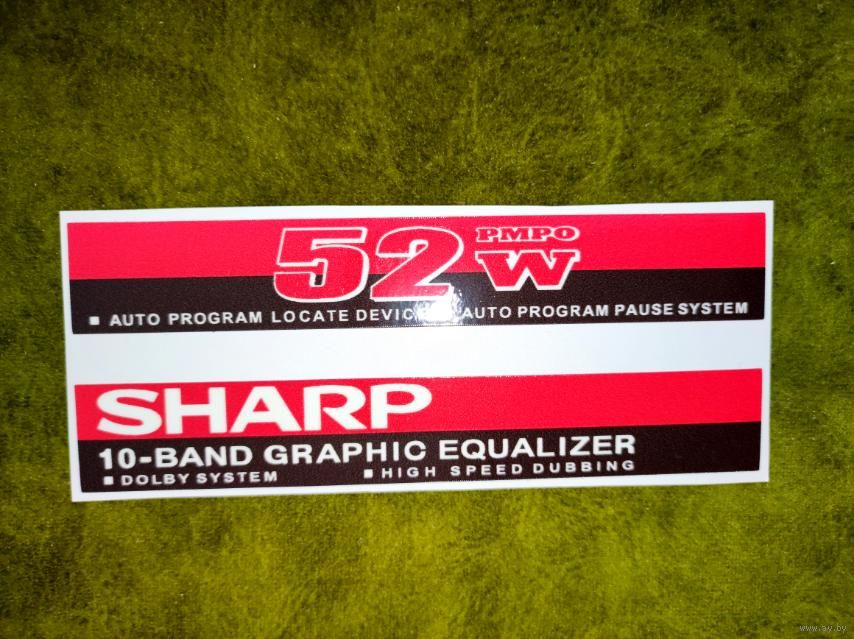 52 PMPO W
■ AUTO PROGRAM LOCATE DEVIC AUTO PROGRAM PAUSE SYSTEM
SHARP
10-BAND GRAPHIC EQUALIZER
■ DOLBY SYSTEM ■ HIGH SPEED DUBBING
www.ay.by